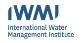 IWMI
International Water
Management Institute